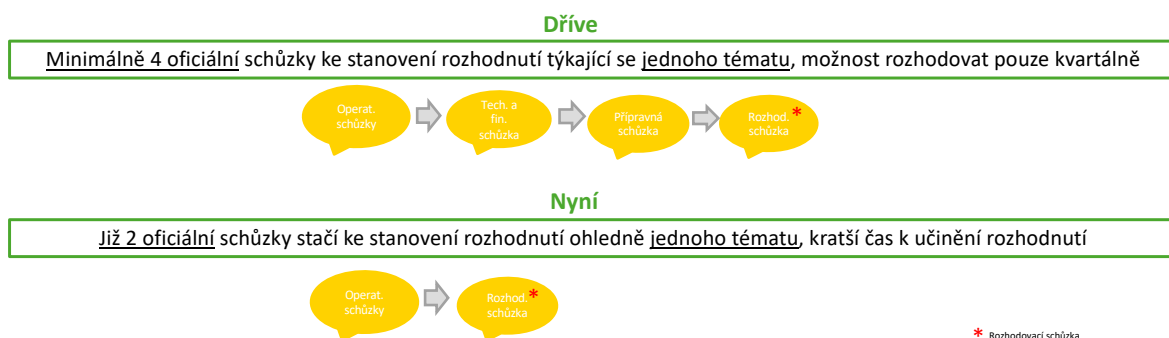 Dříve
Minimálně 4 oficiální schůzky ke stanovení rozhodnutí týkající se jednoho tématu, možnost rozhodovat pouze kvartálně
Operat.
schůzky
Tech. a
fin.
schůzka
Přípravná
schůzka
Rozhod.*
schůzka
Nyní
Již 2 oficiální schůzky stačí ke stanovení rozhodnutí ohledně jednoho tématu, kratší čas k učinění rozhodnutí
Operat.
schůzky
Rozhod.*
schůzka
* Rozhodovací schůzka